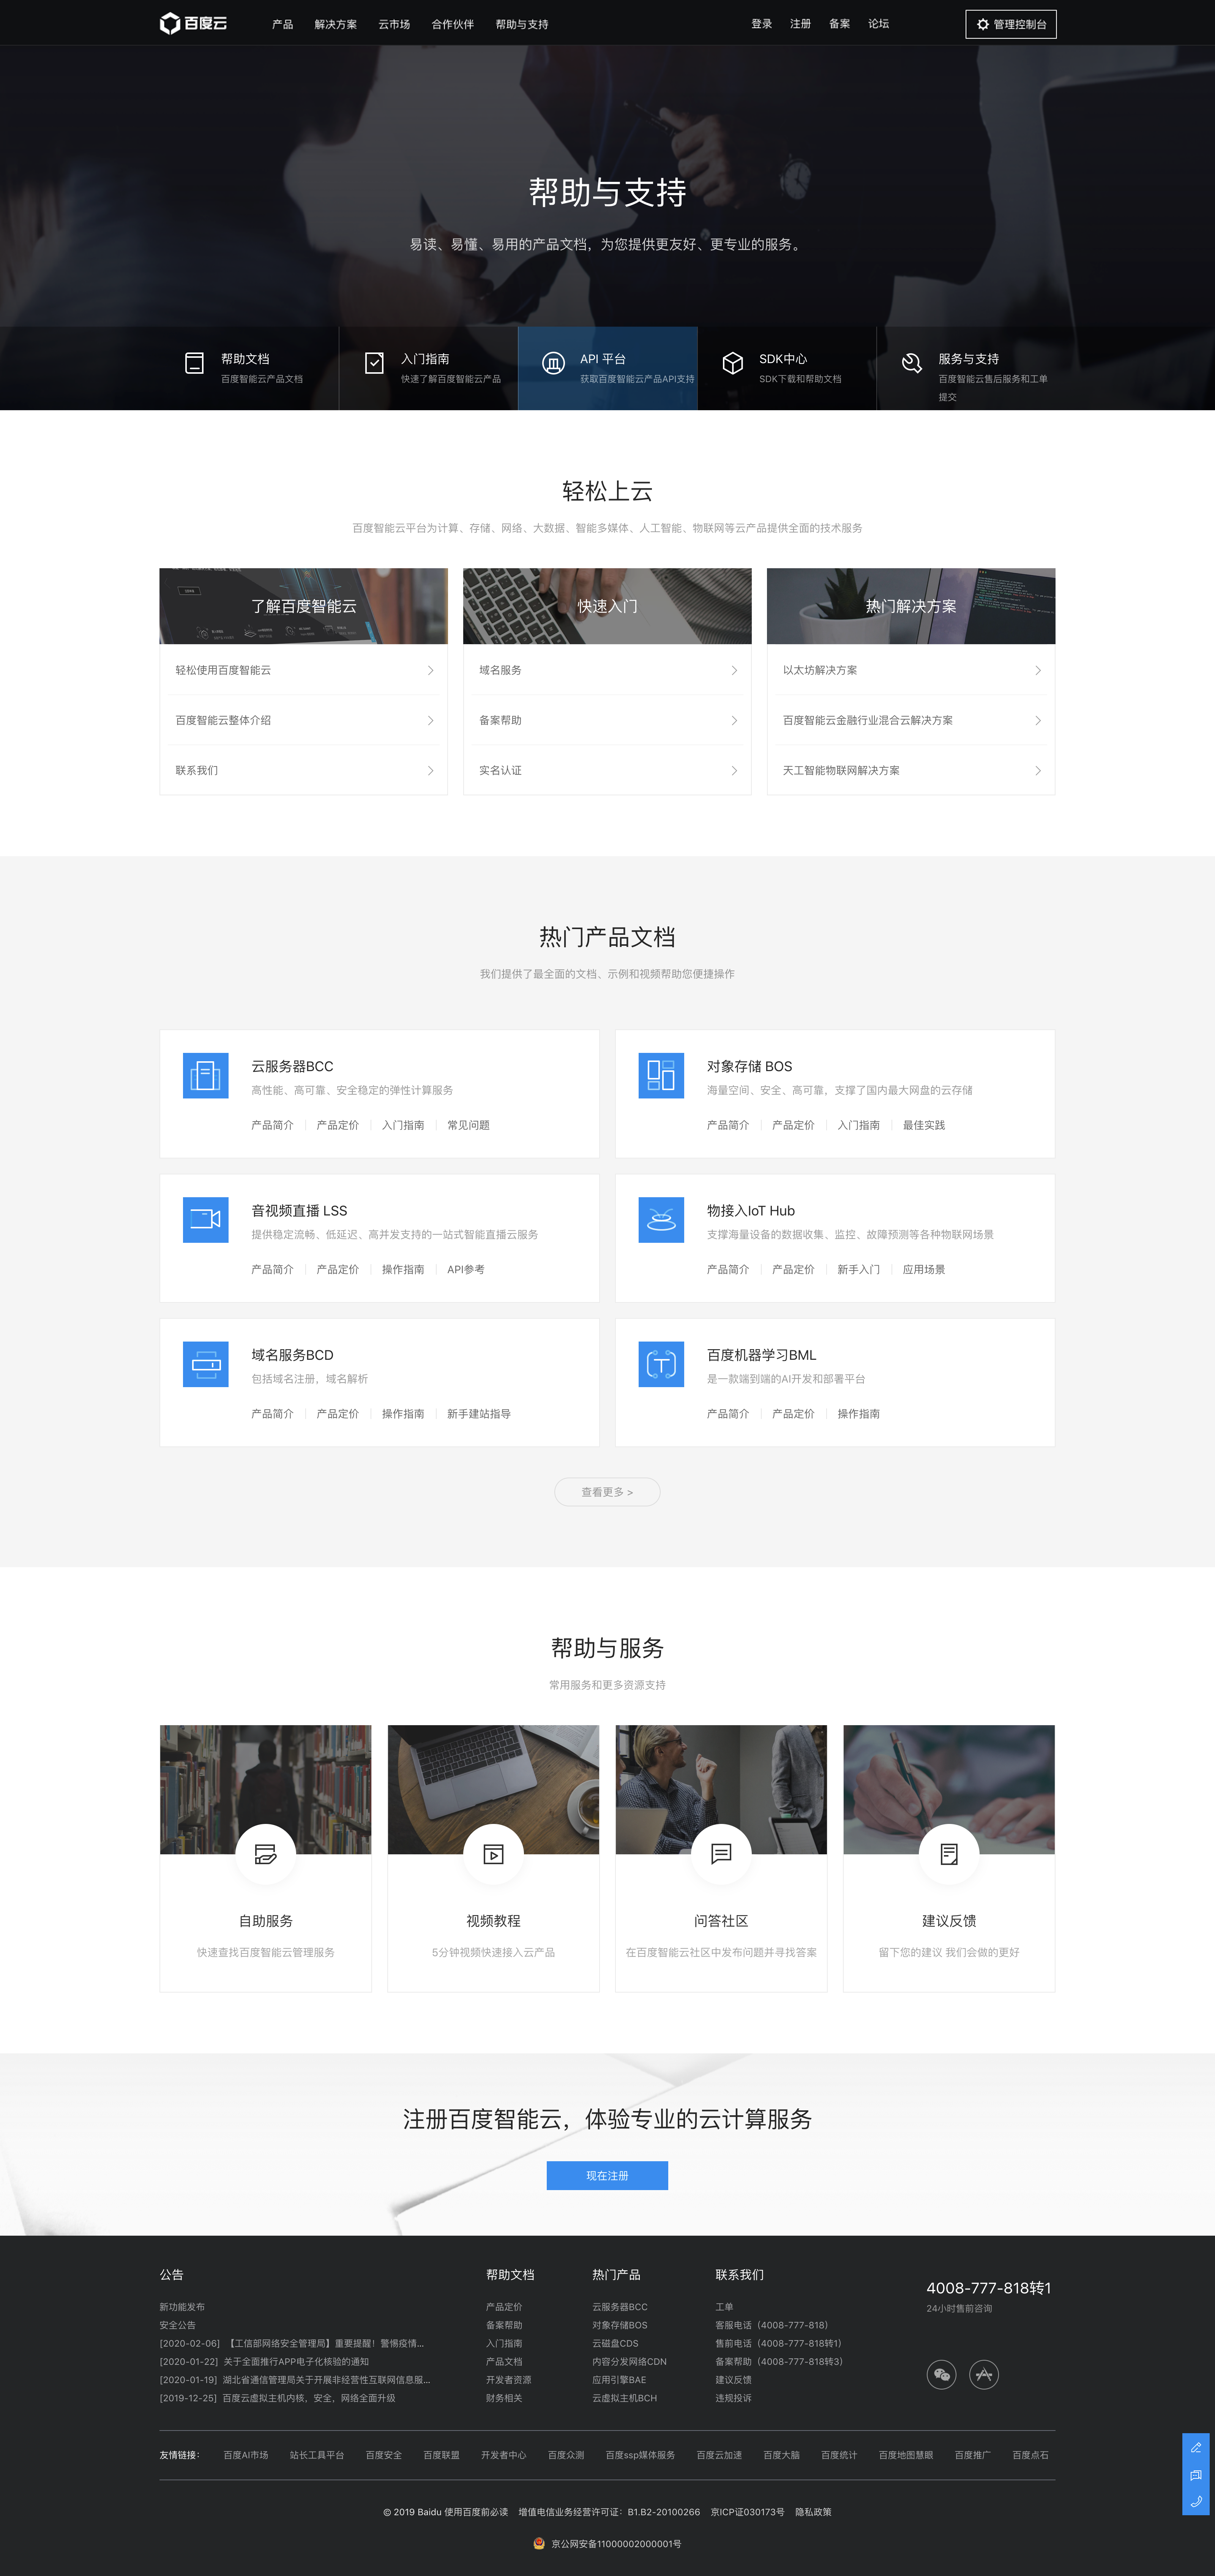 百度云
产品 解决方案 云市场 合作伙伴 帮助与支持 登录 注册 备案 论坛 管理控制台
帮助与支持
易读、易懂、易用的产品文档，为您提供更友好、更专业的服务。
帮助文档
百度智能云产品文档
入门指南
快速了解百度智能云产品
API 平台
获取百度智能云产品API支持
SDK中心
SDK下载和帮助文档
服务与支持
百度智能云售后服务和工单
提交
轻松上云
百度智能云平台为计算、存储、网络、大数据、智能多媒体、人工智能、物联网等云产品提供全面的技术服务
了解百度智能云
轻松使用百度智能云
百度智能云整体介绍
联系我们
快速入门
域名服务
备案帮助
实名认证
热门解决方案
以太坊解决方案
百度智能云金融行业混合云解决方案
天工智能物联网解决方案
热门产品文档
我们提供了最全面的文档、示例和视频帮助您便捷操作
云服务器BCC
高性能、高可靠、安全稳定的弹性计算服务
产品简介 产品定价 入门指南 常见问题
对象存储 BOS
海量空间、安全、高可靠，支撑了国内最大网盘的云存储
产品简介 产品定价 入门指南 最佳实践
音视频直播 LSS
提供稳定流畅、低延迟、高并发支持的一站式智能直播云服务
产品简介 产品定价 操作指南 API参考
物接入IoT Hub
支撑海量设备的数据收集、监控、故障预测等各种物联网场景
产品简介 产品定价 新手入门 应用场景
域名服务BCD
包括域名注册，域名解析
产品简介 产品定价 操作指南 新手建站指导
百度机器学习BML
是一款端到端的AI开发和部署平台
产品简介 产品定价 操作指南
查看更多 >
帮助与服务
常用服务和更多资源支持
自助服务
快速查找百度智能云管理服务
视频教程
5分钟视频快速接入云产品
问答社区
在百度智能云社区中发布问题并寻找答案
建议反馈
留下您的建议 我们会做的更好
注册百度智能云，体验专业的云计算服务
现在注册
公告
新功能发布
安全公告
[2020-02-06] 【工信部网络安全管理局】重要提醒！警惕疫情...
[2020-01-22] 关于全面推行APP电子化核验的通知
[2020-01-19] 湖北省通信管理局关于开展非经营性互联网信息服...
[2019-12-25] 百度云虚拟主机内核，安全，网络全面升级
帮助文档
产品定价
备案帮助
入门指南
产品文档
开发者资源
财务相关
热门产品
云服务器BCC
对象存储BOS
云磁盘CDS
内容分发网络CDN
应用引擎BAE
云虚拟主机BCH
联系我们
工单
客服电话（4008-777-818）
售前电话（4008-777-818转1）
备案帮助（4008-777-818转3）
建议反馈
违规投诉
4008-777-818转1
24小时售前咨询
友情链接： 百度AI市场 站长工具平台 百度安全 百度联盟 开发者中心 百度众测 百度ssp媒体服务 百度云加速 百度大脑 百度统计 百度地图慧眼 百度推广 百度点石
© 2019 Baidu 使用百度前必读 增值电信业务经营许可证：B1.B2-20100266 京ICP证030173号 隐私政策
京公网安备11000002000001号